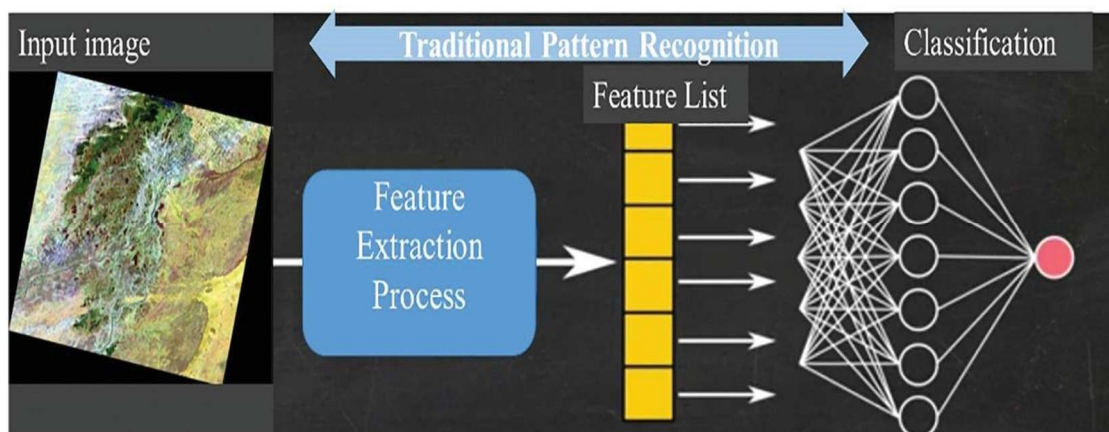 Input image
Traditional Pattern Recognition
Classification
Feature List
Feature
Extraction
Process